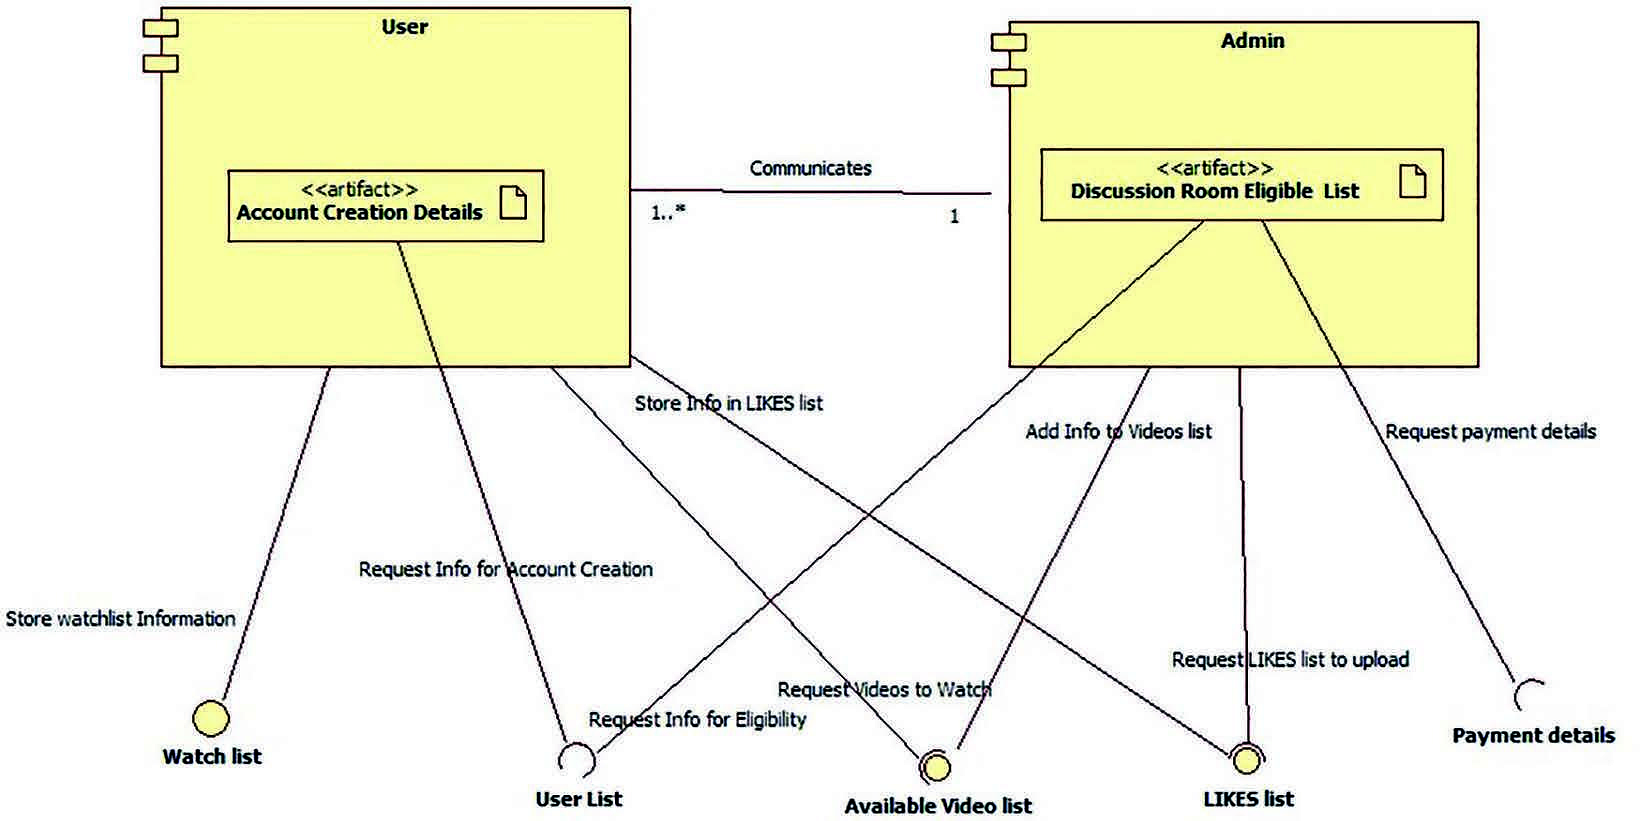 User
Admin
<<artifact>>
Account Creation Details
Communicates
1..*
1
<<artifact>>
Discussion Room Eligible List
Store Info in LIKES list
Add Info to Videos list
Request payment details
Request Info for Account Creation
Store watchlist Information
Request LIKES list to upload
Request Videos to Watch
Request Info for Eligibility
Payment details
Watch list
User List
Available Video list
LIKES list